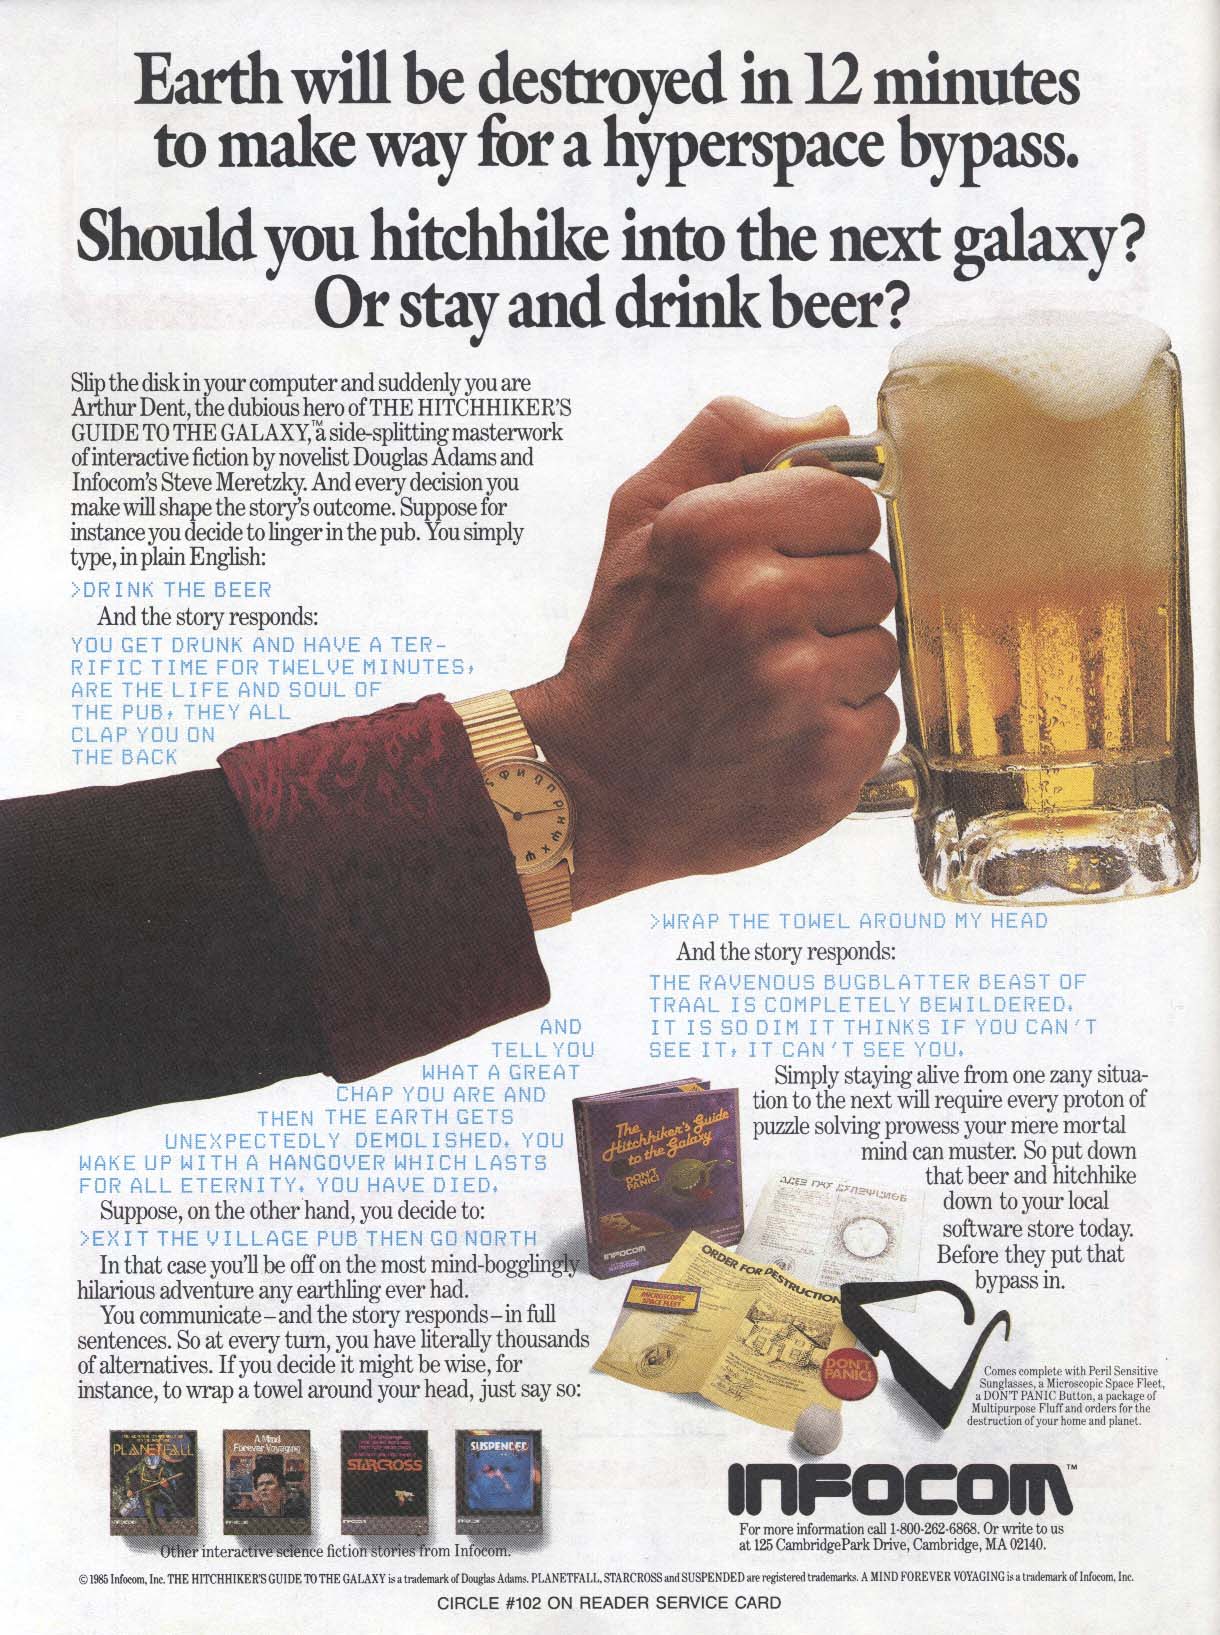 Earth will be destroyed in 12 minutes
to make way for a hyperspace bypass.
Should you hitchhike into the next galaxy?
Or stay and drink beer?
Slip the disk in your computer and suddenly you are
Arthur Dent, the dubious hero of THE HITCHHIKER'S
GUIDE TO THE GALAXY,™ a side-splitting masterwork
of interactive fiction by novelist Douglas Adams and
Infocom's Steve Meretzky. And every decision you
make will shape the story's outcome. Suppose for
instance you decide to linger in the pub. You simply
type, in plain English:
>DRINK THE BEER
And the story responds:
YOU GET DRUNK AND HAVE A TER-
RIFIC TIME FOR TWELVE MINUTES,
ARE THE LIFE AND SOUL OF
THE PUB, THEY ALL
CLAP YOU ON
THE BACK
AND
TELL YOU
WHAT A GREAT
CHAP YOU ARE AND
THEN THE EARTH GETS
UNEXPECTEDLY DEMOLISHED. YOU
WAKE UP WITH A HANGOVER WHICH LASTS
FOR ALL ETERNITY. YOU HAVE DIED.
Suppose, on the other hand, you decide to:
>EXIT THE VILLAGE PUB THEN GO NORTH
In that case you'll be off on the most mind-bogglingly
hilarious adventure any earthling ever had.
You communicate–and the story responds–in full
sentences. So at every turn, you have literally thousands
of alternatives. If you decide it might be wise, for
instance, to wrap a towel around your head, just say so:
>WRAP THE TOWEL AROUND MY HEAD
And the story responds:
THE RAVENOUS BUGBLATTER BEAST OF
TRAAL IS COMPLETELY BEWILDERED.
IT IS SO DIM IT THINKS IF YOU CAN'T
SEE IT, IT CAN'T SEE YOU.
Simply staying alive from one zany situa-
tion to the next will require every proton of
puzzle solving prowess your mere mortal
mind can muster. So put down
that beer and hitchhike
down to your local
software store today.
Before they put that
bypass in.
The
Hitchhiker's Guide
to the Galaxy
DON'T
PANIC!
INFOCOM
ORDER FOR DESTRUCTION
MICROSCOPIC
SPACE FLEET
DON'T
PANIC!
Comes complete with Peril Sensitive
Sunglasses, a Microscopic Space Fleet,
a DON'T PANIC Button, a package of
Multipurpose Fluff and orders for the
destruction of your home and planet.
PLANETFALL
A Mind
Forever Voyaging
STARCROSS
SUSPENDED
Other interactive science fiction stories from Infocom.
INFOCOM™
For more information call 1-800-262-6868. Or write to us
at 125 CambridgePark Drive, Cambridge, MA 02140.
© 1985 Infocom, Inc. THE HITCHHIKER'S GUIDE TO THE GALAXY is a trademark of Douglas Adams. PLANETFALL, STARCROSS and SUSPENDED are registered trademarks. A MIND FOREVER VOYAGING is a trademark of Infocom, Inc.
CIRCLE #102 ON READER SERVICE CARD